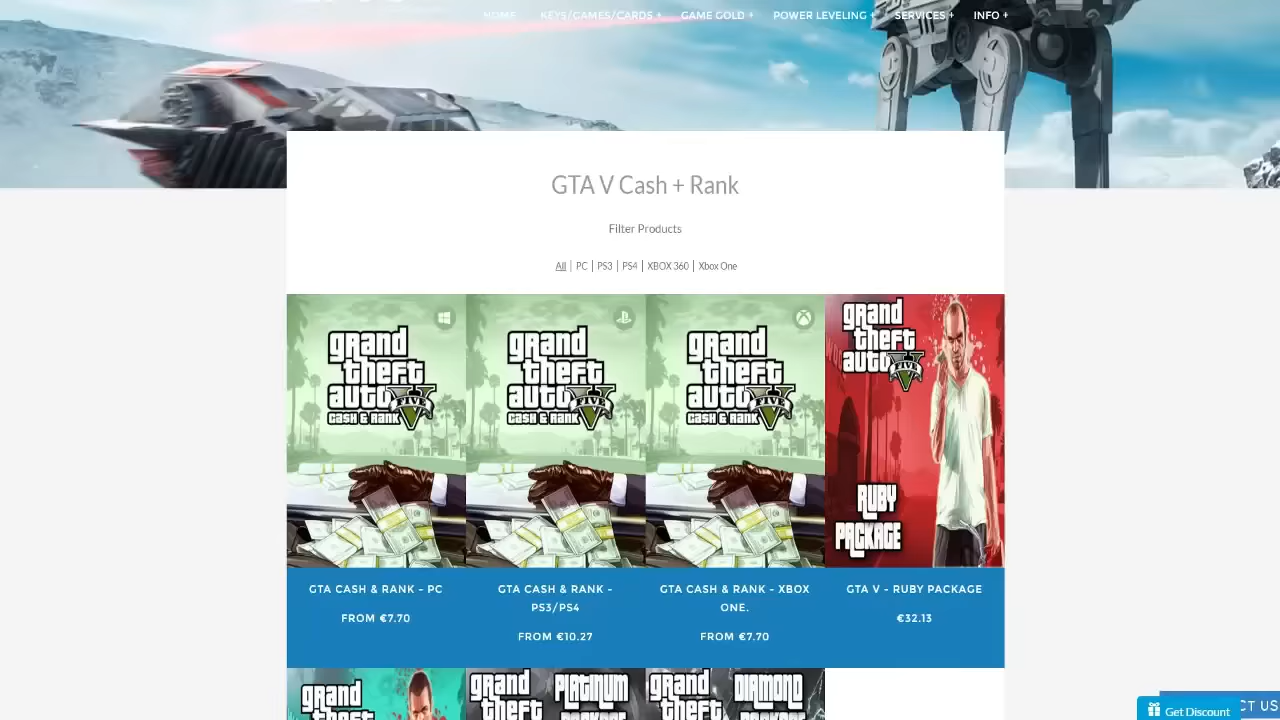 HOME KEYS/GAMES/CARDS + GAME GOLD + POWER LEVELING + SERVICES + INFO +
GTA V Cash + Rank
Filter Products
All | PC | PS3 | PS4 | XBOX 360 | Xbox One
grand theft auto V FIVE CASH & RANK
grand theft auto V FIVE CASH & RANK
grand theft auto V FIVE CASH & RANK
grand theft auto V FIVE
RUBY
PACKAGE
GTA CASH & RANK - PC
FROM €7.70
GTA CASH & RANK -
PS3/PS4
FROM €10.27
GTA CASH & RANK - XBOX
ONE.
FROM €7.70
GTA V - RUBY PACKAGE
€32.13
grand
grand theft
PLATINUM
PACKAGE
grand theft
DIAMOND
PACKAGE
Get Discount
CT US